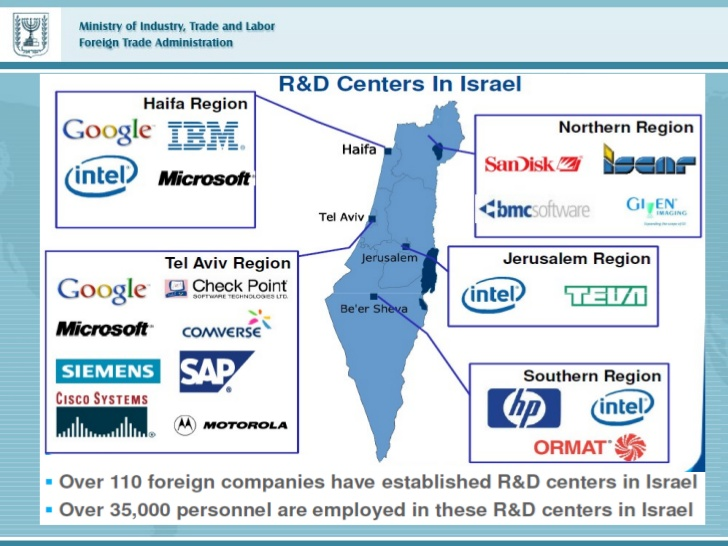 Ministry of Industry, Trade and Labor
Foreign Trade Administration
R&D Centers In Israel
Haifa Region
Google IBM
intel Microsoft
Northern Region
SanDisk iscar
bmcsoftware GIVEN
IMAGING
Haifa
Tel Aviv
Jerusalem
Be'er Sheva
Tel Aviv Region
Google Check Point
SOFTWARE TECHNOLOGIES LTD.
Microsoft COMVERSE
SIEMENS SAP
CISCO SYSTEMS
MOTOROLA
Jerusalem Region
intel TEVA
Southern Region
hp intel
ORMAT
Over 110 foreign companies have established R&D centers in Israel
Over 35,000 personnel are employed in these R&D centers in Israel